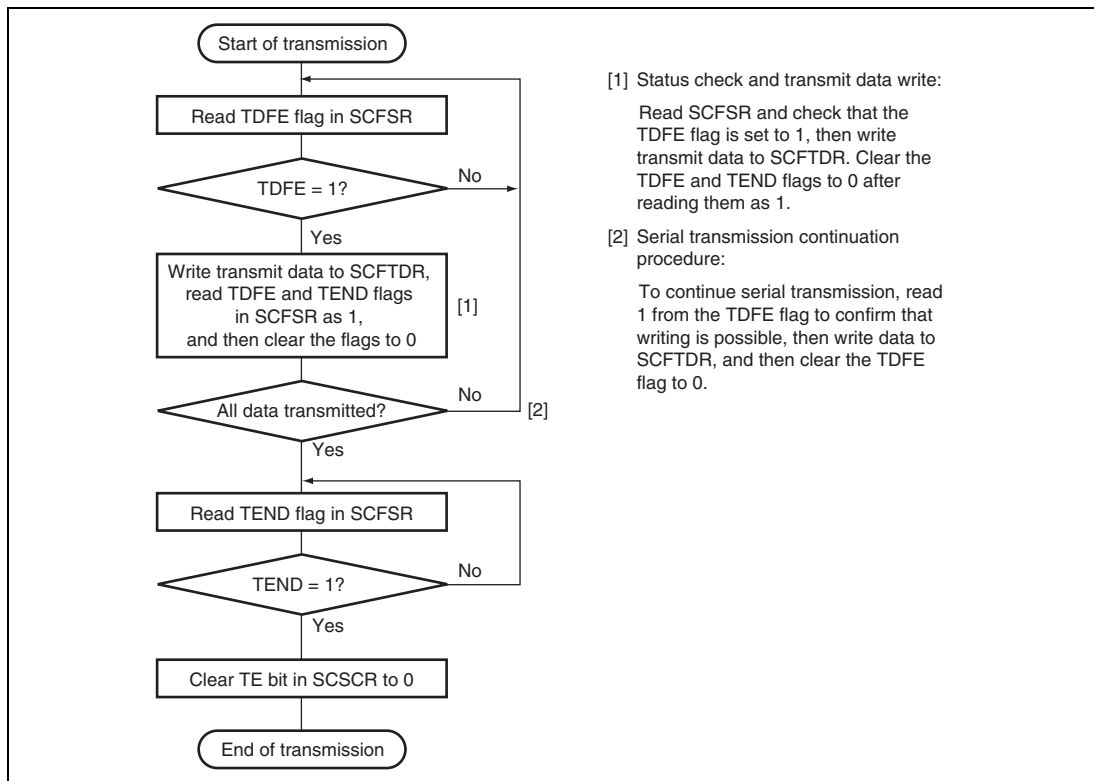 Start of transmission
Read TDFE flag in SCFSR
TDFE = 1?
No
Yes
Write transmit data to SCFTDR,
read TDFE and TEND flags
in SCFSR as 1,
and then clear the flags to 0
[1]
All data transmitted?
No
[2]
Yes
Read TEND flag in SCFSR
TEND = 1?
No
Yes
Clear TE bit in SCSCR to 0
End of transmission
[1] Status check and transmit data write:
Read SCFSR and check that the
TDFE flag is set to 1, then write
transmit data to SCFTDR. Clear the
TDFE and TEND flags to 0 after
reading them as 1.
[2] Serial transmission continuation
procedure:
To continue serial transmission, read
1 from the TDFE flag to confirm that
writing is possible, then write data to
SCFTDR, and then clear the TDFE
flag to 0.